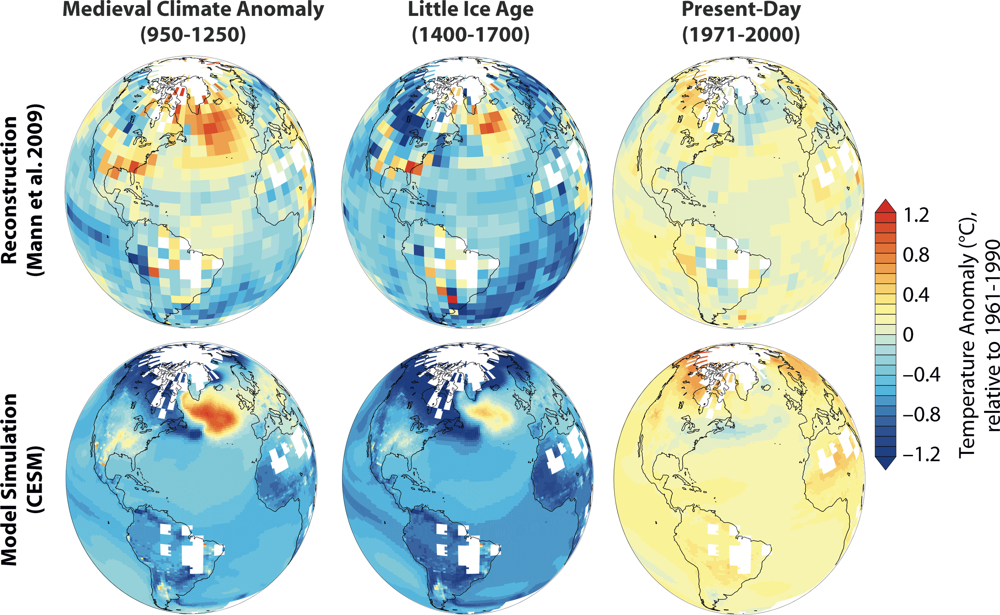 Medieval Climate Anomaly
(950-1250)
Little Ice Age
(1400-1700)
Present-Day
(1971-2000)
Reconstruction
(Mann et al. 2009)
Model Simulation
(CESM)
1.2
0.8
0.4
0
−0.4
−0.8
−1.2
Temperature Anomaly (°C),
relative to 1961-1990